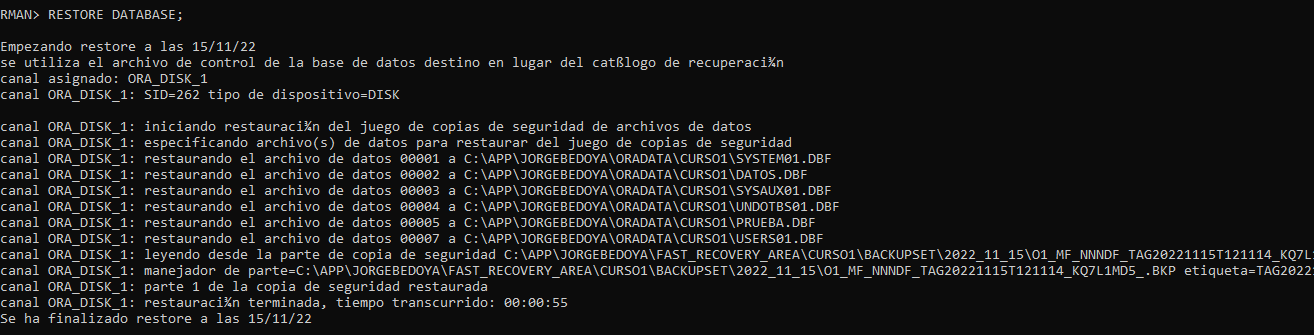 RMAN> RESTORE DATABASE;
Empezando restore a las 15/11/22
se utiliza el archivo de control de la base de datos destino en lugar del catßlogo de recuperaci¾n
canal asignado: ORA_DISK_1
canal ORA_DISK_1: SID=262 tipo de dispositivo=DISK
canal ORA_DISK_1: iniciando restauraci¾n del juego de copias de seguridad de archivos de datos
canal ORA_DISK_1: especificando archivo(s) de datos para restaurar del juego de copias de seguridad
canal ORA_DISK_1: restaurando el archivo de datos 00001 a C:\APP\JORGEBEDOYA\ORADATA\CURSO1\SYSTEM01.DBF
canal ORA_DISK_1: restaurando el archivo de datos 00002 a C:\APP\JORGEBEDOYA\ORADATA\CURSO1\DATOS.DBF
canal ORA_DISK_1: restaurando el archivo de datos 00003 a C:\APP\JORGEBEDOYA\ORADATA\CURSO1\SYSAUX01.DBF
canal ORA_DISK_1: restaurando el archivo de datos 00004 a C:\APP\JORGEBEDOYA\ORADATA\CURSO1\UNDOTBS01.DBF
canal ORA_DISK_1: restaurando el archivo de datos 00005 a C:\APP\JORGEBEDOYA\ORADATA\CURSO1\PRUEBA.DBF
canal ORA_DISK_1: restaurando el archivo de datos 00007 a C:\APP\JORGEBEDOYA\ORADATA\CURSO1\USERS01.DBF
canal ORA_DISK_1: leyendo desde la parte de copia de seguridad C:\APP\JORGEBEDOYA\FAST_RECOVERY_AREA\CURSO1\BACKUPSET\2022_11_15\O1_MF_NNNDF_TAG20221115T121114_KQ7L1
canal ORA_DISK_1: manejador de parte=C:\APP\JORGEBEDOYA\FAST_RECOVERY_AREA\CURSO1\BACKUPSET\2022_11_15\O1_MF_NNNDF_TAG20221115T121114_KQ7L1MD5_.BKP etiqueta=TAG2022
canal ORA_DISK_1: parte 1 de la copia de seguridad restaurada
canal ORA_DISK_1: restauraci¾n terminada, tiempo transcurrido: 00:00:55
Se ha finalizado restore a las 15/11/22